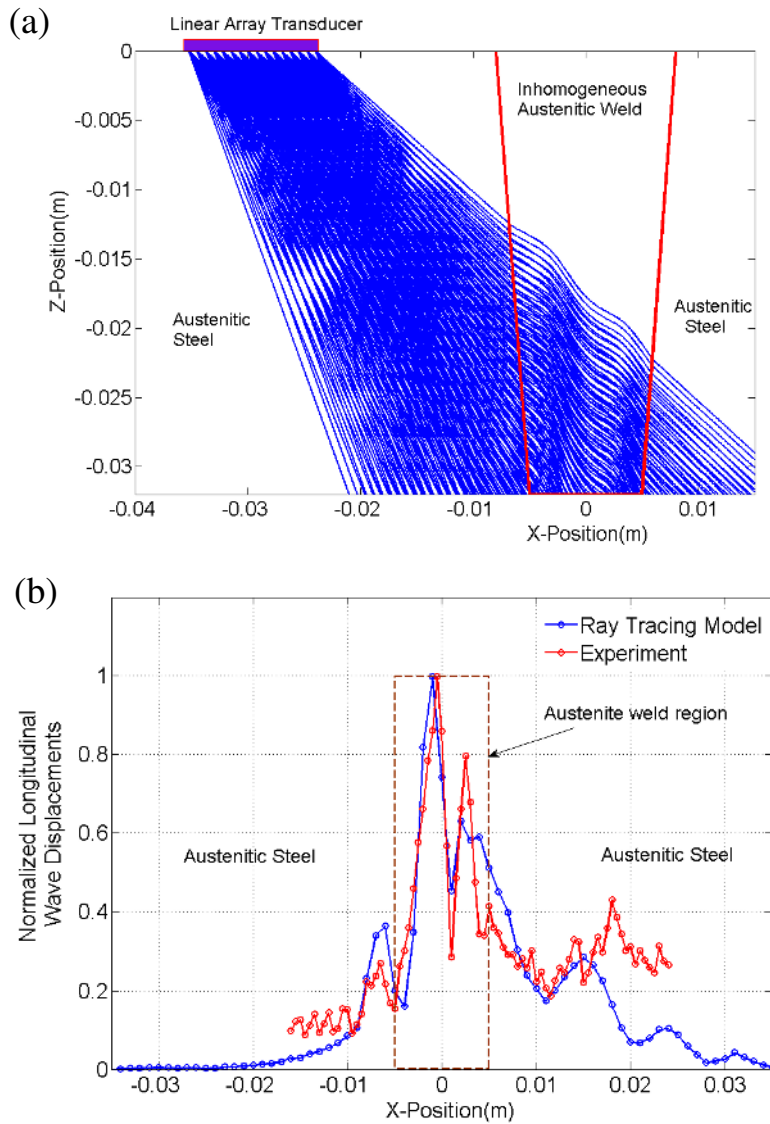 (a)
Linear Array Transducer
0
-0.005
-0.01
-0.015
-0.02
-0.025
-0.03
Z-Position(m)
Inhomogeneous
Austenitic Weld
Austenitic
Steel
Austenitic
Steel
-0.04
-0.03
-0.02
-0.01
0
0.01
X-Position(m)
(b)
Ray Tracing Model
Experiment
1
0.8
0.6
0.4
0.2
0
Normalized Longitudinal
Wave Displacements
Austenite weld region
Austenitic Steel
Austenitic Steel
-0.03
-0.02
-0.01
0
0.01
0.02
0.03
X-Position(m)